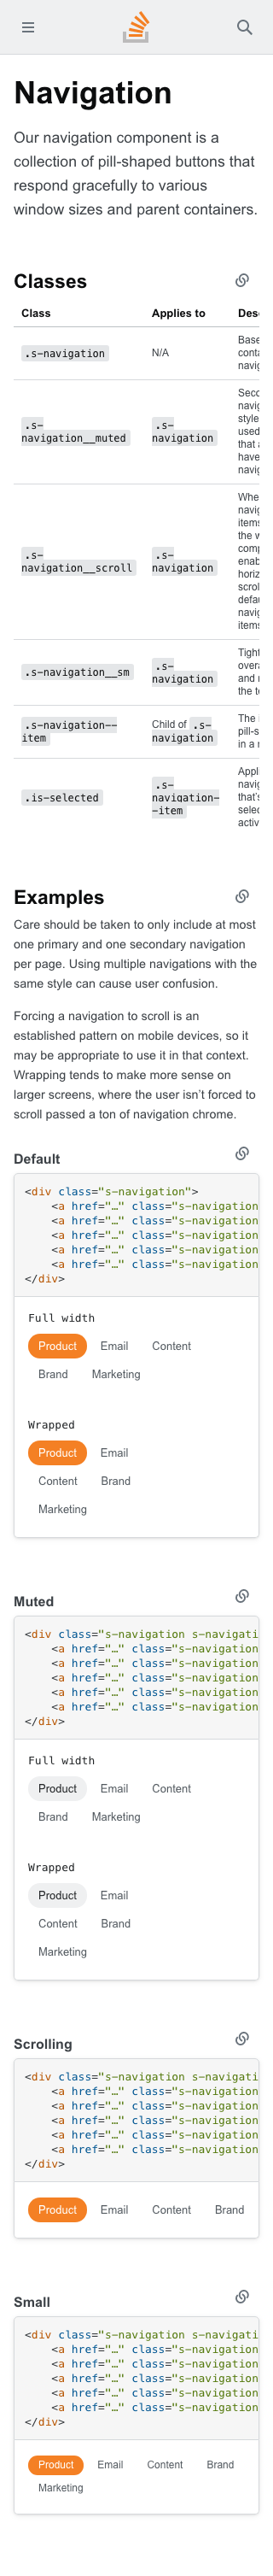 Navigation
Our navigation component is a
collection of pill-shaped buttons that
respond gracefully to various
window sizes and parent containers.
Classes
Class Applies to Des
.s-navigation N/A Base
conta
navig
.s-
navigation__muted .s-
navigation Seco
navig
style
used
that a
have
navig
.s-
navigation__scroll .s-
navigation Whe
navig
items
the w
comp
enab
horiz
scrol
defau
navig
items
.s-navigation__sm .s-
navigation Tight
overa
and r
the te
.s-navigation--
item Child of .s-
navigation The
pill-s
in a n
.is-selected .s-
navigation-
-item Appli
navig
that's
selec
activ
Examples
Care should be taken to only include at most
one primary and one secondary navigation
per page. Using multiple navigations with the
same style can cause user confusion.
Forcing a navigation to scroll is an
established pattern on mobile devices, so it
may be appropriate to use it in that context.
Wrapping tends to make more sense on
larger screens, where the user isn’t forced to
scroll passed a ton of navigation chrome.
Default
<div class="s-navigation">
<a href="…" class="s-navigation
<a href="…" class="s-navigation
<a href="…" class="s-navigation
<a href="…" class="s-navigation
<a href="…" class="s-navigation
</div>
Full width
Product Email Content
Brand Marketing
Wrapped
Product Email
Content Brand
Marketing
Muted
<div class="s-navigation s-navigati
<a href="…" class="s-navigation
<a href="…" class="s-navigation
<a href="…" class="s-navigation
<a href="…" class="s-navigation
<a href="…" class="s-navigation
</div>
Full width
Product Email Content
Brand Marketing
Wrapped
Product Email
Content Brand
Marketing
Scrolling
<div class="s-navigation s-navigati
<a href="…" class="s-navigation
<a href="…" class="s-navigation
<a href="…" class="s-navigation
<a href="…" class="s-navigation
<a href="…" class="s-navigation
</div>
Product Email Content Brand
Small
<div class="s-navigation s-navigati
<a href="…" class="s-navigation
<a href="…" class="s-navigation
<a href="…" class="s-navigation
<a href="…" class="s-navigation
<a href="…" class="s-navigation
</div>
Product Email Content Brand
Marketing